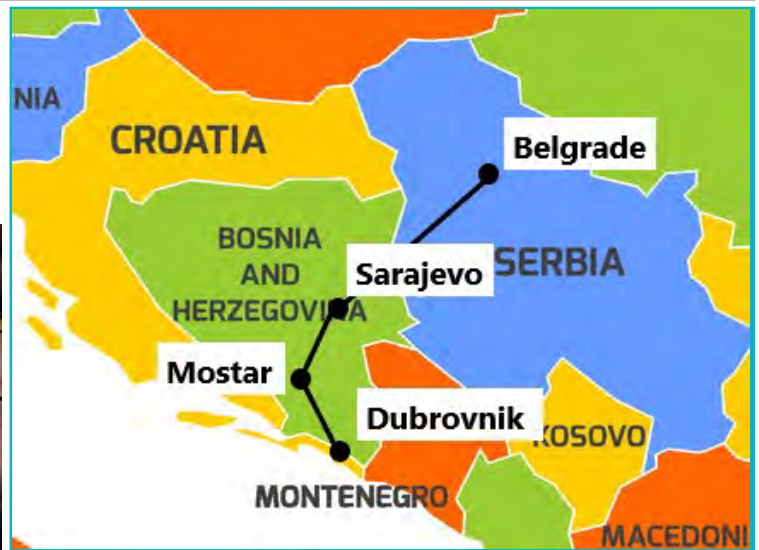 NIA
CROATIA
Belgrade
BOSNIA
AND
HERZEGOVINA
Sarajevo
SERBIA
Mostar
Dubrovnik
KOSOVO
MONTENEGRO
MACEDONI